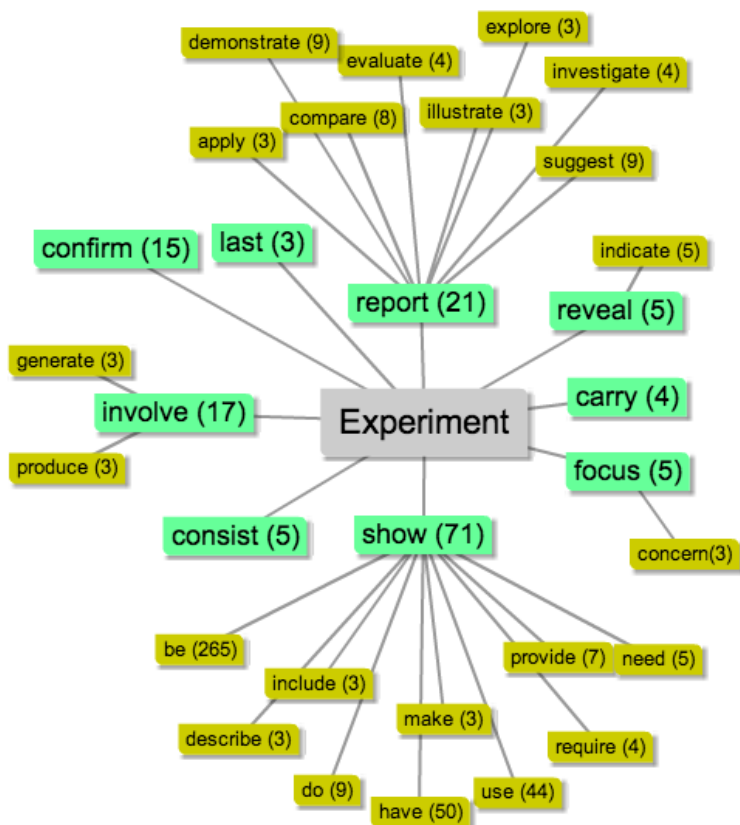 explore (3)
demonstrate (9)
evaluate (4)
investigate (4)
illustrate (3)
compare (8)
apply (3)
suggest (9)
last (3)
confirm (15)
indicate (5)
report (21)
reveal (5)
generate (3)
involve (17)
Experiment
carry (4)
produce (3)
focus (5)
consist (5)
show (71)
concern(3)
be (265)
provide (7)
need (5)
include (3)
make (3)
describe (3)
require (4)
do (9)
use (44)
have (50)